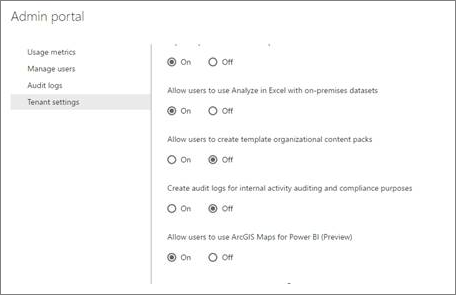 Admin portal
Usage metrics
Manage users
Audit logs
Tenant settings
On Off
Allow users to use Analyze in Excel with on-premises datasets
On Off
Allow users to create template organizational content packs
On Off
Create audit logs for internal activity auditing and compliance purposes
On Off
Allow users to use ArcGIS Maps for Power BI (Preview)
On Off